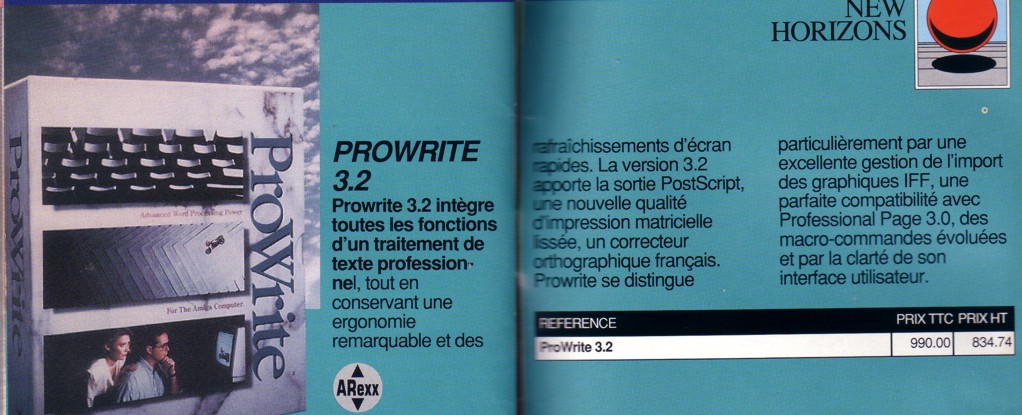 ProWrite
ProWrite
Advanced Word Processing Power
For The Amiga Computer
PROWRITE
3.2
Prowrite 3.2 intègre
toutes les fonctions
d'un traitement de
texte profession-
nel, tout en
conservant une
ergonomie
remarquable et des
ARexx
NEW
HORIZONS
rafraîchissements d'écran
rapides. La version 3.2
apporte la sortie PostScript,
une nouvelle qualité
d'impression matricielle
lissée, un correcteur
orthographique français.
Prowrite se distingue
particulièrement par une
excellente gestion de l'import
des graphiques IFF, une
parfaite compatibilité avec
Professional Page 3.0, des
macro-commandes évoluées
et par la clarté de son
interface utilisateur.
REFERENCE PRIX TTC PRIX HT
ProWrite 3.2 990.00 834.74